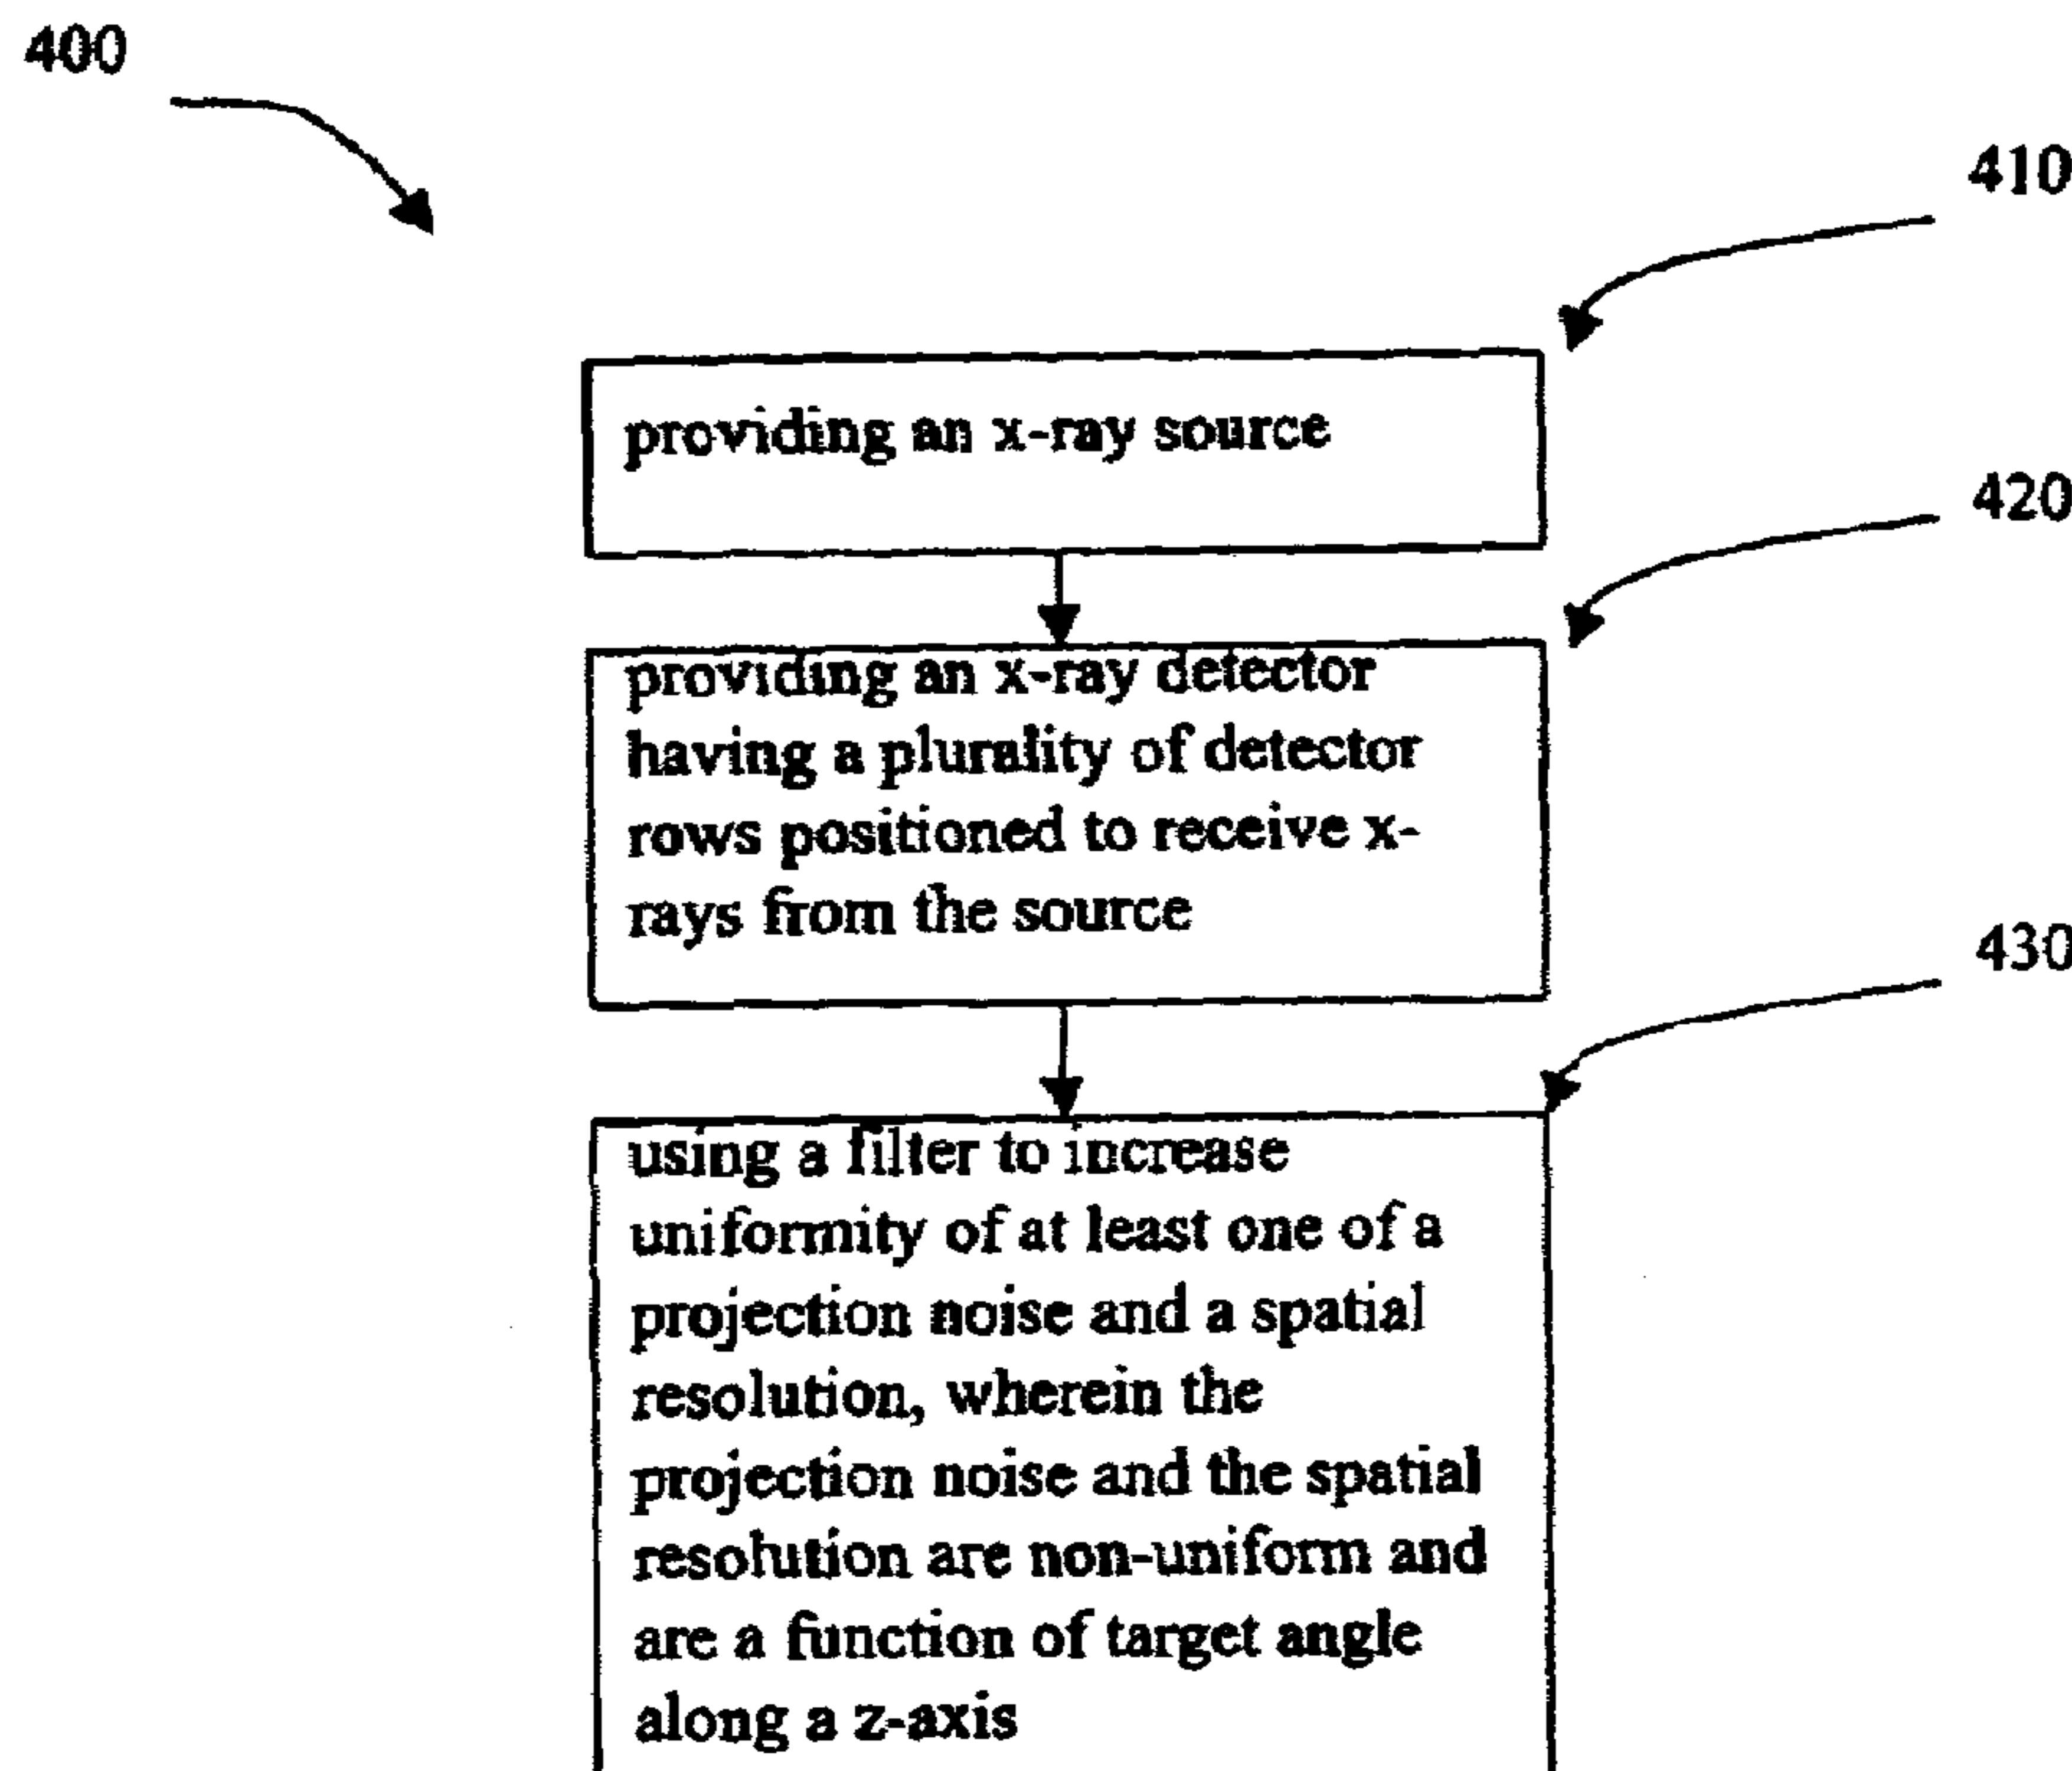 400
410
providing an x-ray source
420
providing an x-ray detector
having a plurality of detector
rows positioned to receive x-
rays from the source
430
using a filter to increase
uniformity of at least one of a
projection noise and a spatial
resolution, wherein the
projection noise and the spatial
resolution are non-uniform and
are a function of target angle
along a z-axis